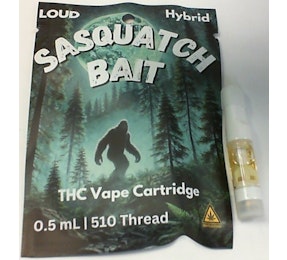 LOUD Hybrid
SASQUATCH
BAIT
THC Vape Cartridge
0.5 mL | 510 Thread